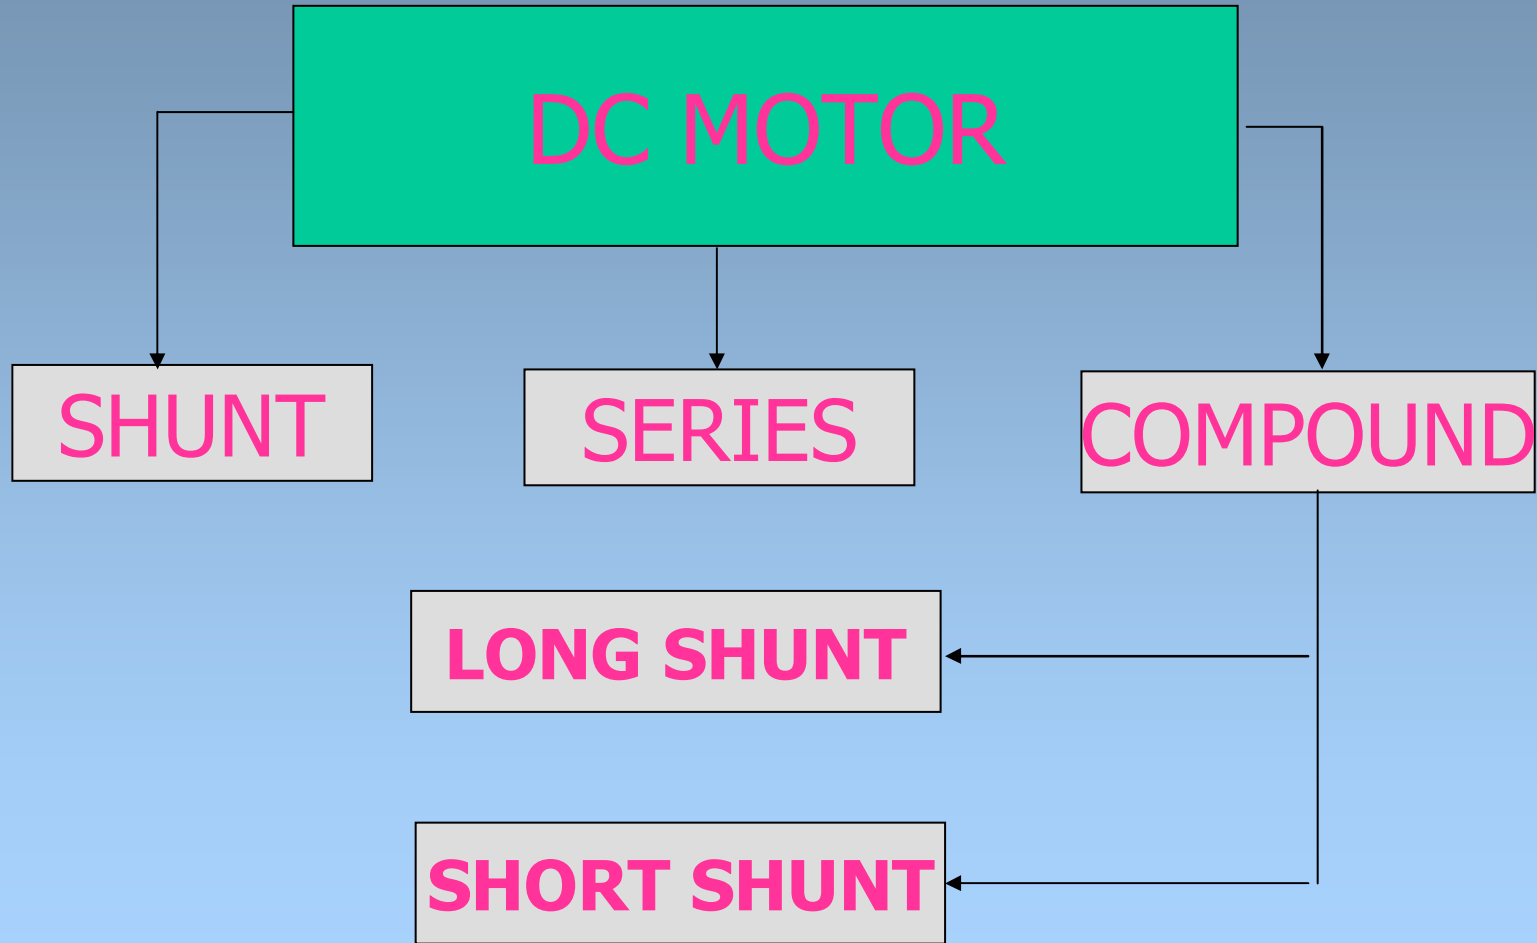 DC MOTOR
SHUNT
SERIES
COMPOUND
LONG SHUNT
SHORT SHUNT